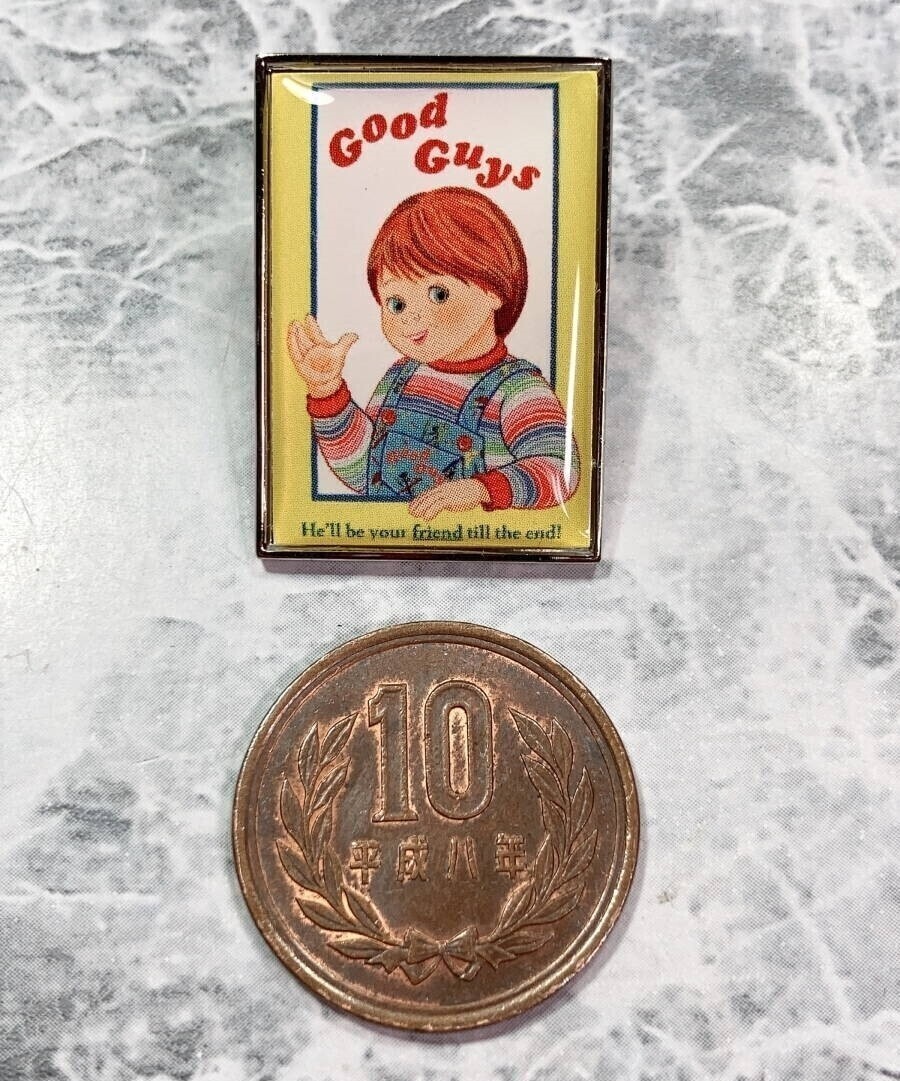 Good
Guys
He'll be your friend till the end!
10
平成八年